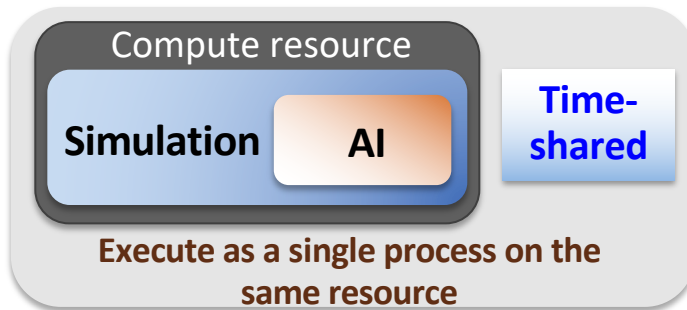 Compute resource
Simulation
AI
Time-
shared
Execute as a single process on the
same resource